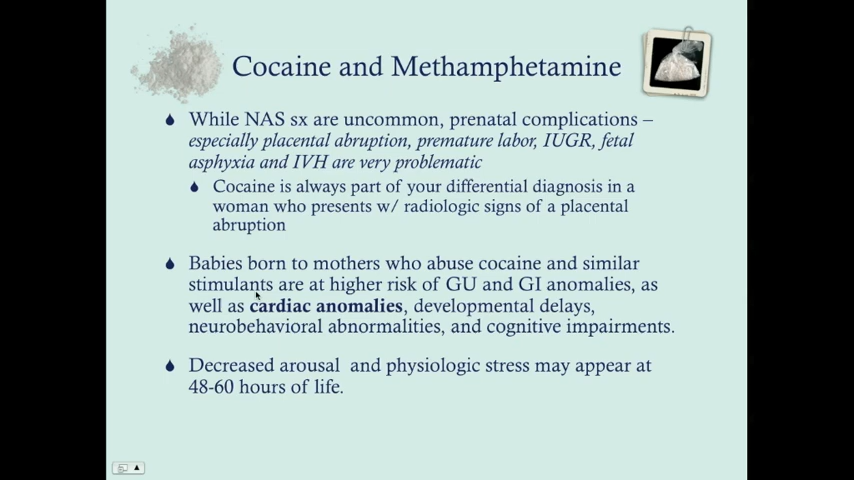 Cocaine and Methamphetamine
While NAS sx are uncommon, prenatal complications –
especially placental abruption, premature labor, IUGR, fetal
asphyxia and IVH are very problematic
Cocaine is always part of your differential diagnosis in a
woman who presents w/ radiologic signs of a placental
abruption
Babies born to mothers who abuse cocaine and similar
stimulants are at higher risk of GU and GI anomalies, as
well as cardiac anomalies, developmental delays,
neurobehavioral abnormalities, and cognitive impairments.
Decreased arousal and physiologic stress may appear at
48-60 hours of life.